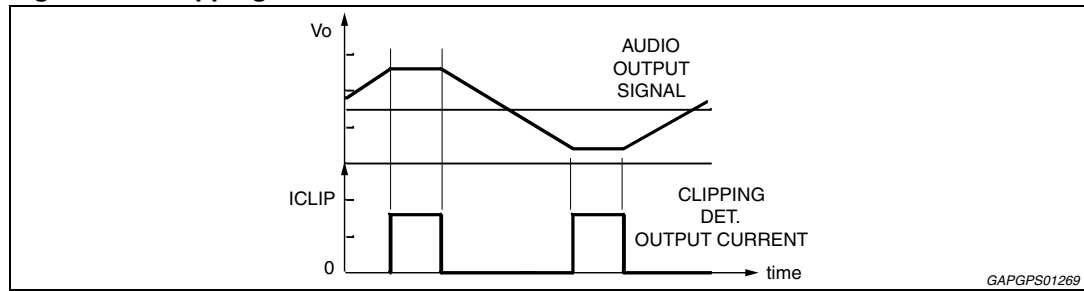 Vo
AUDIO
OUTPUT
SIGNAL
ICLIP
CLIPPING
DET.
OUTPUT CURRENT
0
time
GAPGPS01269